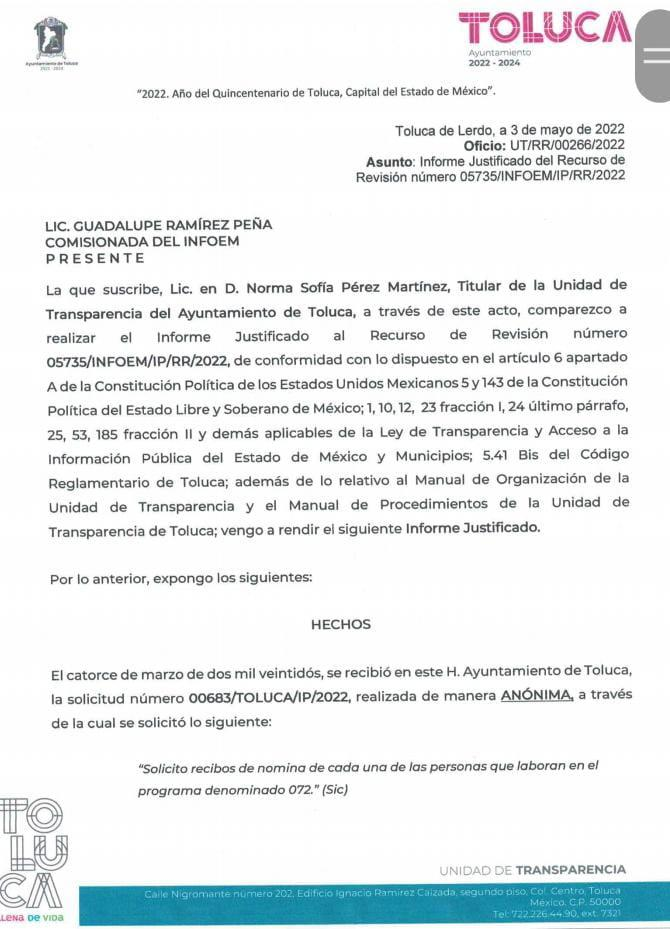 TOLUCA
Ayuntamiento de Toluca
2022 - 2024
Ayuntamiento
2022 - 2024
"2022. Año del Quincentenario de Toluca, Capital del Estado de México".
Toluca de Lerdo, a 3 de mayo de 2022
Oficio: UT/RR/00266/2022
Asunto: Informe Justificado del Recurso de
Revisión número 05735/INFOEM/IP/RR/2022
LIC. GUADALUPE RAMÍREZ PEÑA
COMISIONADA DEL INFOEM
P R E S E N T E
La que suscribe, Lic. en D. Norma Sofía Pérez Martínez, Titular de la Unidad de
Transparencia del Ayuntamiento de Toluca, a través de este acto, comparezco a
realizar el Informe Justificado al Recurso de Revisión número
05735/INFOEM/IP/RR/2022, de conformidad con lo dispuesto en el artículo 6 apartado
A de la Constitución Política de los Estados Unidos Mexicanos 5 y 143 de la Constitución
Política del Estado Libre y Soberano de México; 1, 10, 12, 23 fracción I, 24 último párrafo,
25, 53, 185 fracción II y demás aplicables de la Ley de Transparencia y Acceso a la
Información Pública del Estado de México y Municipios; 5.41 Bis del Código
Reglamentario de Toluca; además de lo relativo al Manual de Organización de la
Unidad de Transparencia y el Manual de Procedimientos de la Unidad de
Transparencia de Toluca; vengo a rendir el siguiente Informe Justificado.
Por lo anterior, expongo los siguientes:
HECHOS
El catorce de marzo de dos mil veintidós, se recibió en este H. Ayuntamiento de Toluca,
la solicitud número 00683/TOLUCA/IP/2022, realizada de manera ANÓNIMA, a través
de la cual se solicitó lo siguiente:
"Solicito recibos de nomina de cada una de las personas que laboran en el
programa denominado 072." (Sic)
TO
LU
CA
LLENA DE VIDA
UNIDAD DE TRANSPARENCIA
Calle Nigromante número 202, Edificio Ignacio Ramírez Calzada, segundo piso, Col. Centro, Toluca
México. C.P. 50000
Tel: 722.226.44.90, ext. 7321